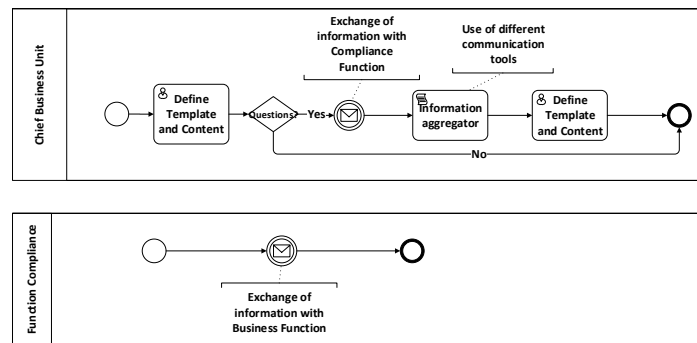 Chief Business Unit
Exchange of
information with
Compliance
Function
Use of different
communication
tools
Define
Template
and Content
Questions?
Yes
Information
aggregator
Define
Template
and Content
No
Function Compliance
Exchange of
information with
Business Function